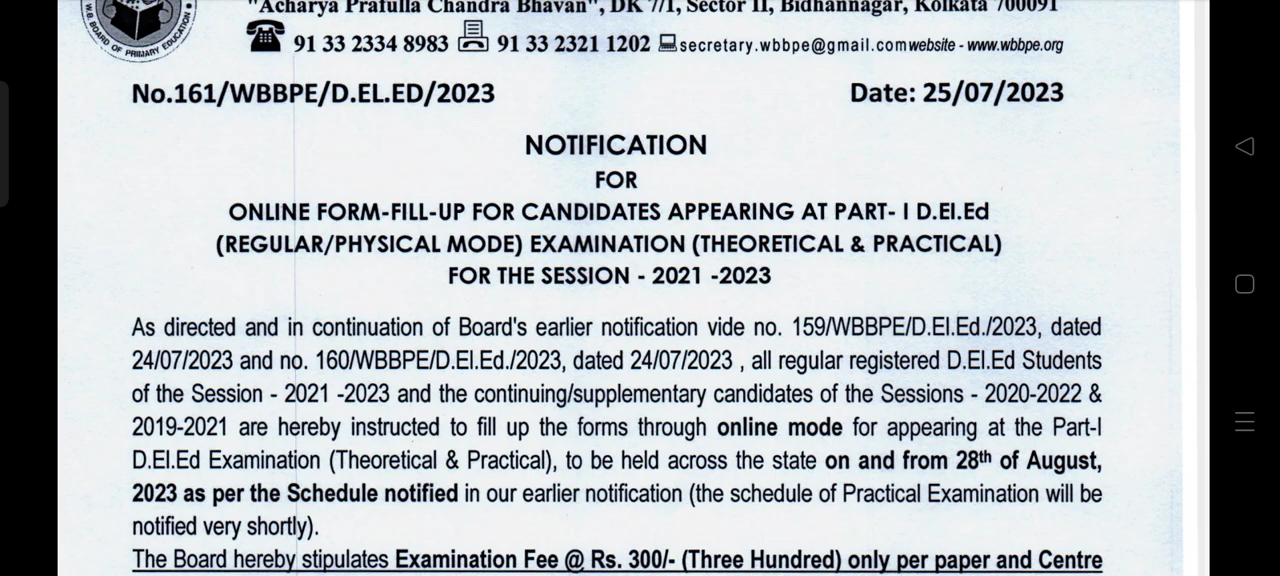 "Acharya Prafulla Chandra Bhavan", DK 7/1, Sector II, Bidhannagar, Kolkata 700091
W.B. BOARD OF PRIMARY EDUCATION
91 33 2334 8983 91 33 2321 1202 secretary.wbbpe@gmail.com website - www.wbbpe.org
No.161/WBBPE/D.EL.ED/2023 Date: 25/07/2023
NOTIFICATION
FOR
ONLINE FORM-FILL-UP FOR CANDIDATES APPEARING AT PART- I D.El.Ed
(REGULAR/PHYSICAL MODE) EXAMINATION (THEORETICAL & PRACTICAL)
FOR THE SESSION - 2021 -2023
As directed and in continuation of Board's earlier notification vide no. 159/WBBPE/D.El.Ed./2023, dated
24/07/2023 and no. 160/WBBPE/D.El.Ed./2023, dated 24/07/2023 , all regular registered D.El.Ed Students
of the Session - 2021 -2023 and the continuing/supplementary candidates of the Sessions - 2020-2022 &
2019-2021 are hereby instructed to fill up the forms through online mode for appearing at the Part-I
D.El.Ed Examination (Theoretical & Practical), to be held across the state on and from 28th of August,
2023 as per the Schedule notified in our earlier notification (the schedule of Practical Examination will be
notified very shortly).
The Board hereby stipulates Examination Fee @ Rs. 300/- (Three Hundred) only per paper and Centre